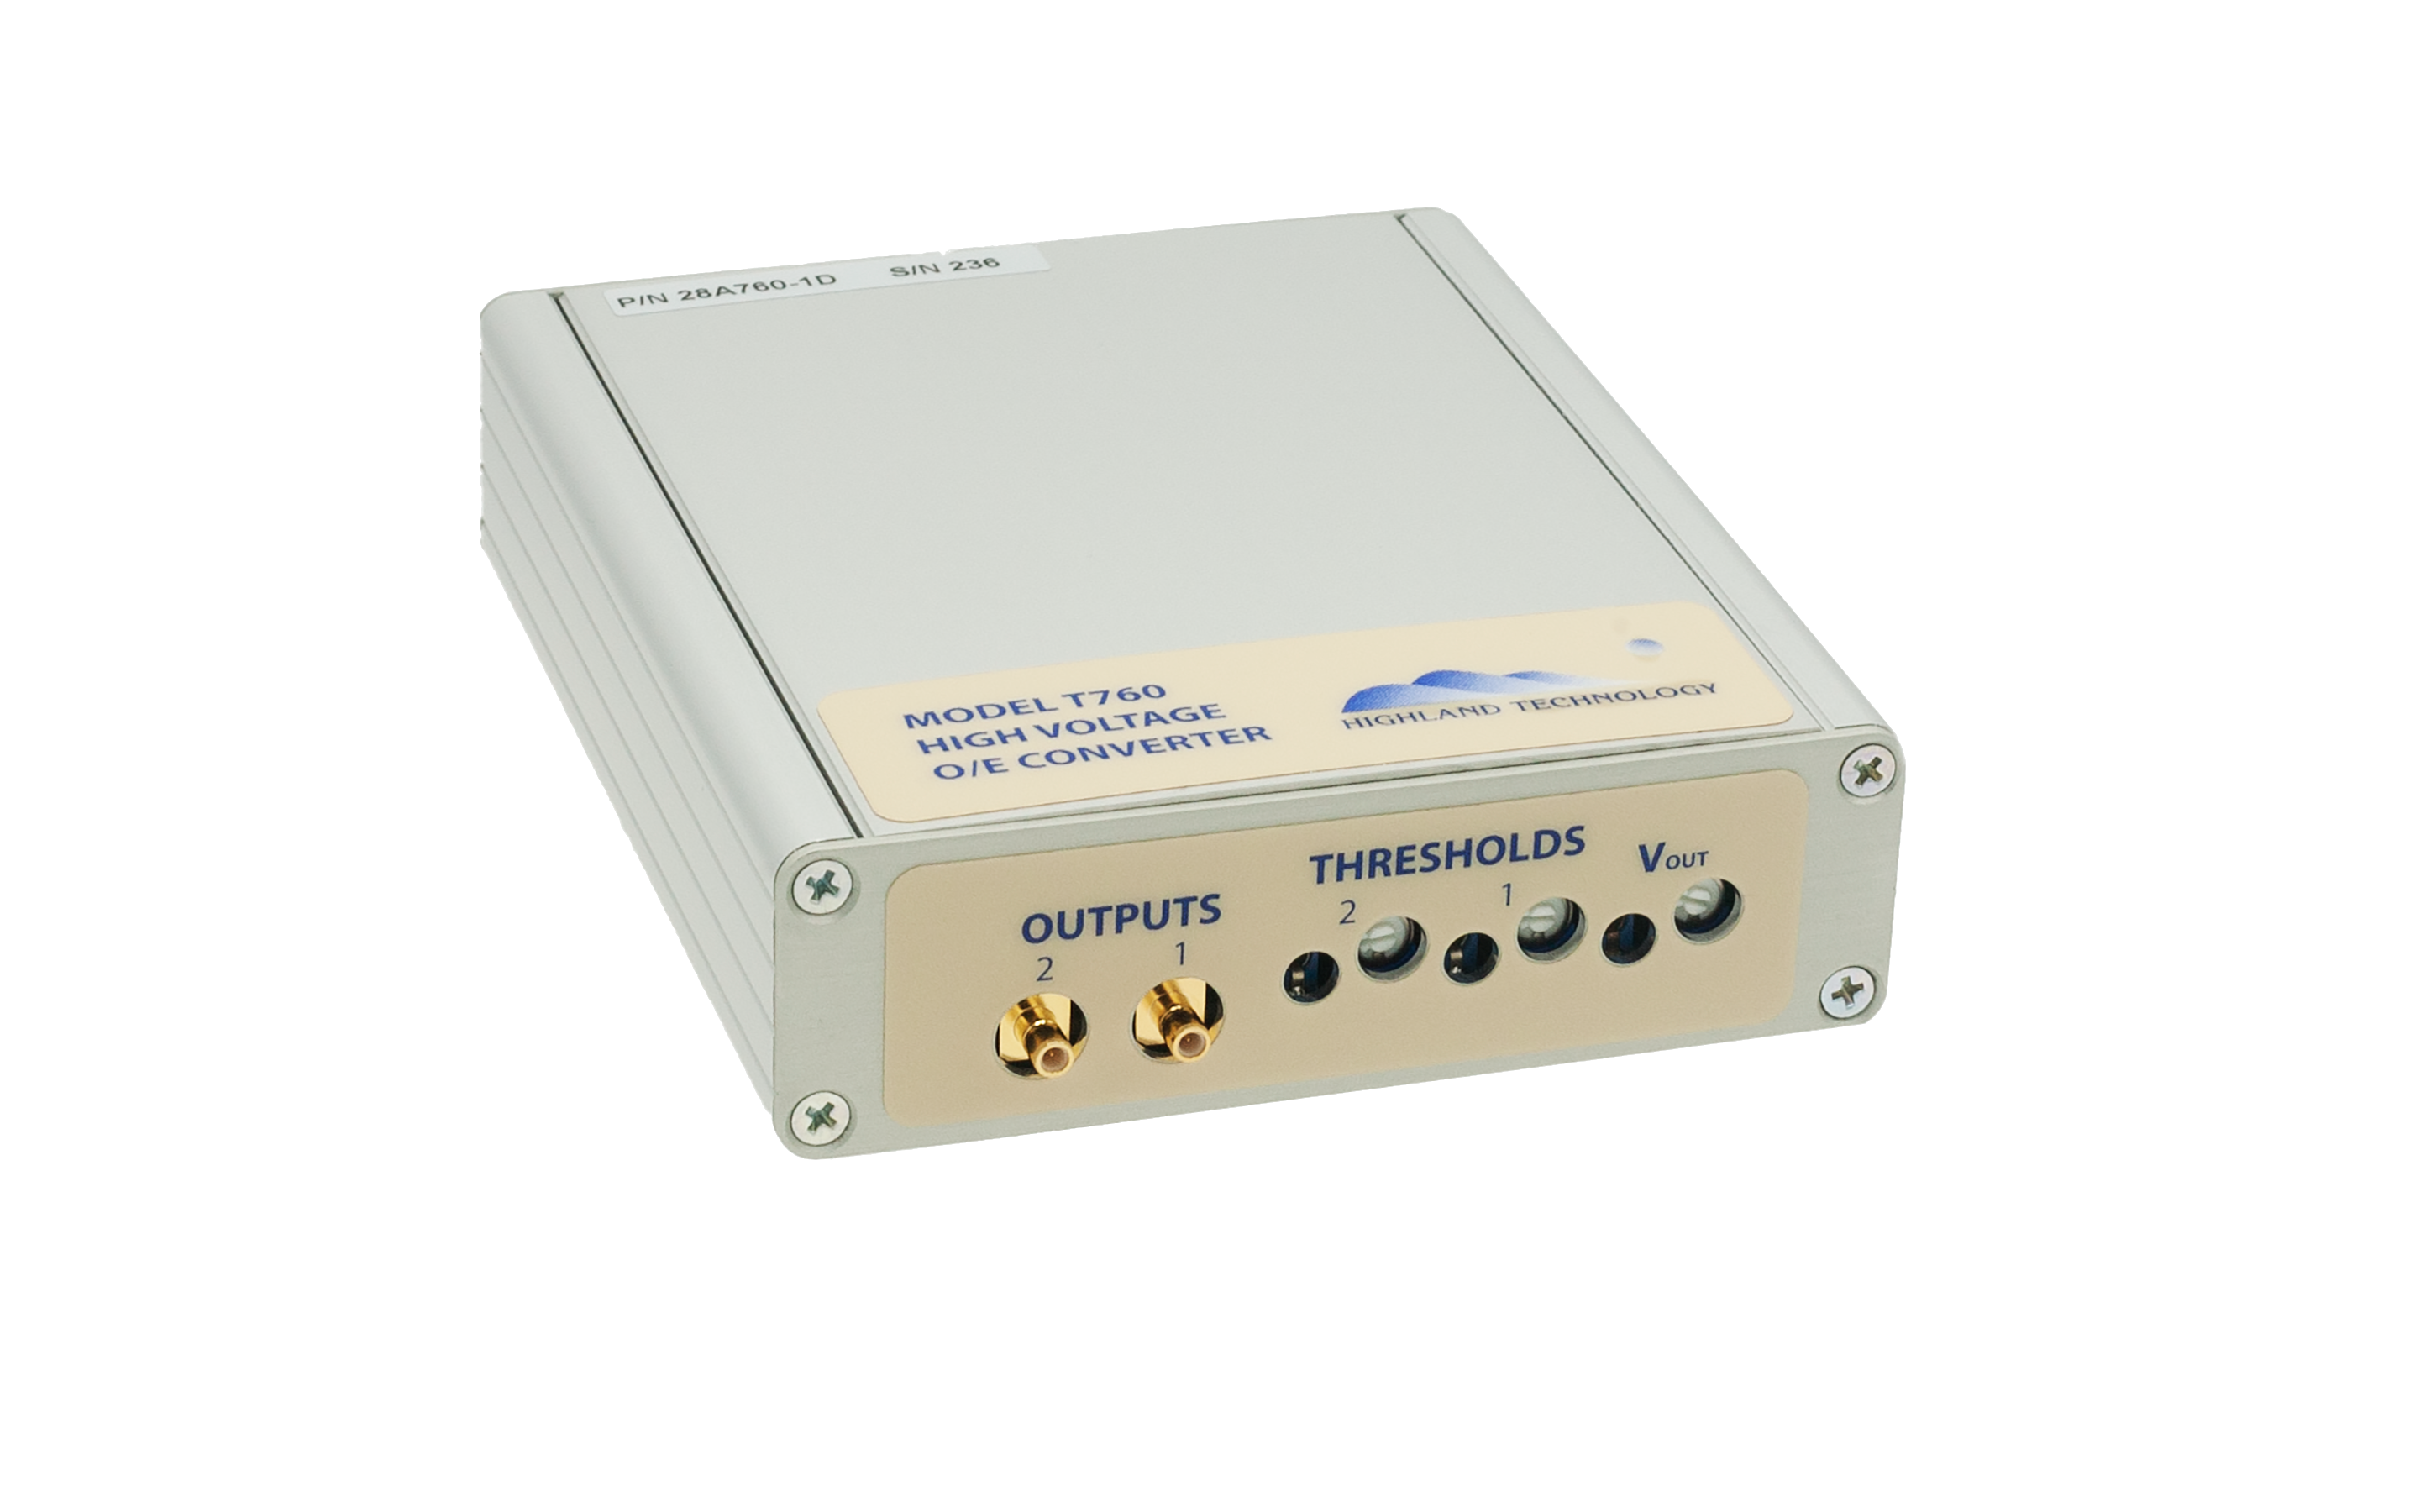 P/N 28A760-1D S/N 236
MODEL T760
HIGH VOLTAGE
O/E CONVERTER
HIGHLAND TECHNOLOGY
OUTPUTS
2 1
THRESHOLDS
2 1
VOUT